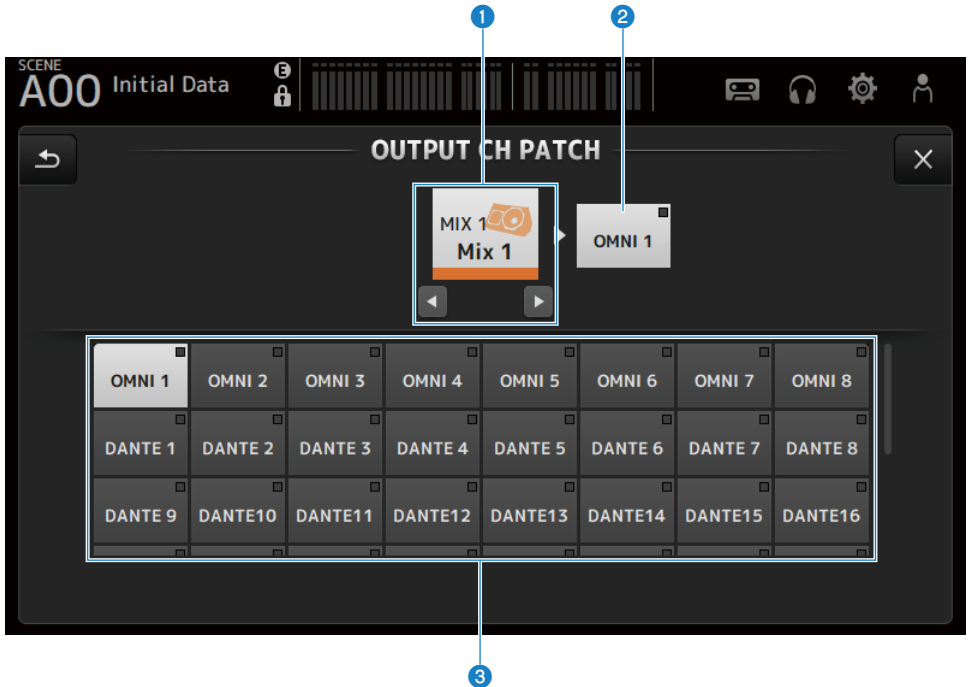 1 2
SCENE
A00 Initial Data E
OUTPUT CH PATCH
MIX 1
Mix 1
OMNI 1
OMNI 1 OMNI 2 OMNI 3 OMNI 4 OMNI 5 OMNI 6 OMNI 7 OMNI 8
DANTE 1 DANTE 2 DANTE 3 DANTE 4 DANTE 5 DANTE 6 DANTE 7 DANTE 8
DANTE 9 DANTE10 DANTE11 DANTE12 DANTE13 DANTE14 DANTE15 DANTE16
3